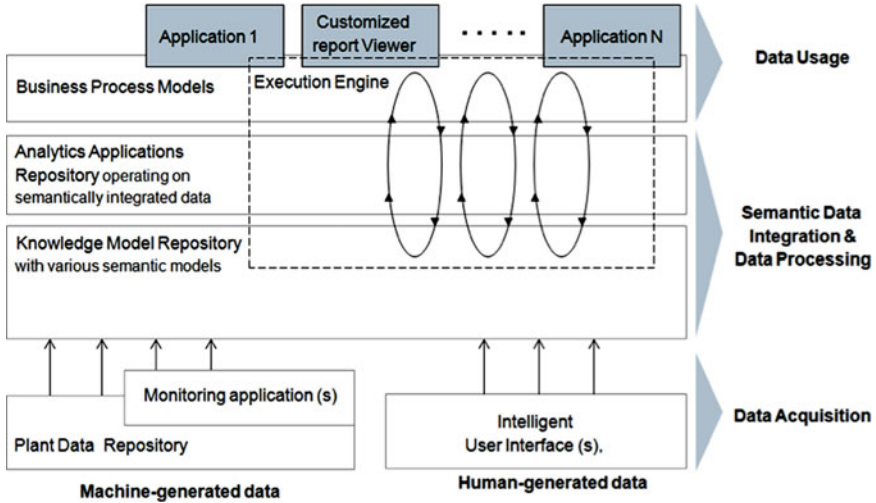 Application 1
Customized
report Viewer
Application N
Data Usage
Business Process Models
Execution Engine
Analytics Applications
Repository operating on
semantically integrated data
Knowledge Model Repository
with various semantic models
Semantic Data
Integration &
Data Processing
Monitoring application (s)
Plant Data Repository
Intelligent
User Interface (s),
Data Acquisition
Machine-generated data
Human-generated data